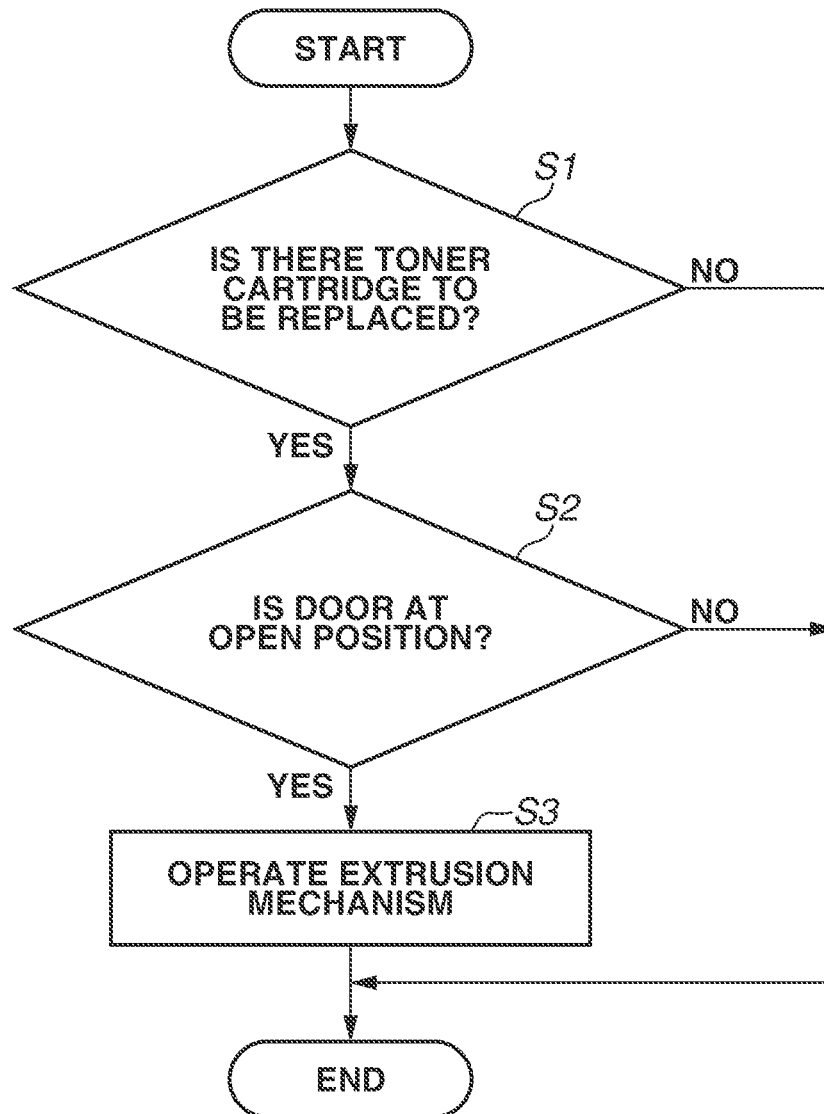 START
S1
IS THERE TONER
CARTRIDGE TO
BE REPLACED?
NO
YES
S2
IS DOOR AT
OPEN POSITION?
NO
YES
S3
OPERATE EXTRUSION
MECHANISM
END